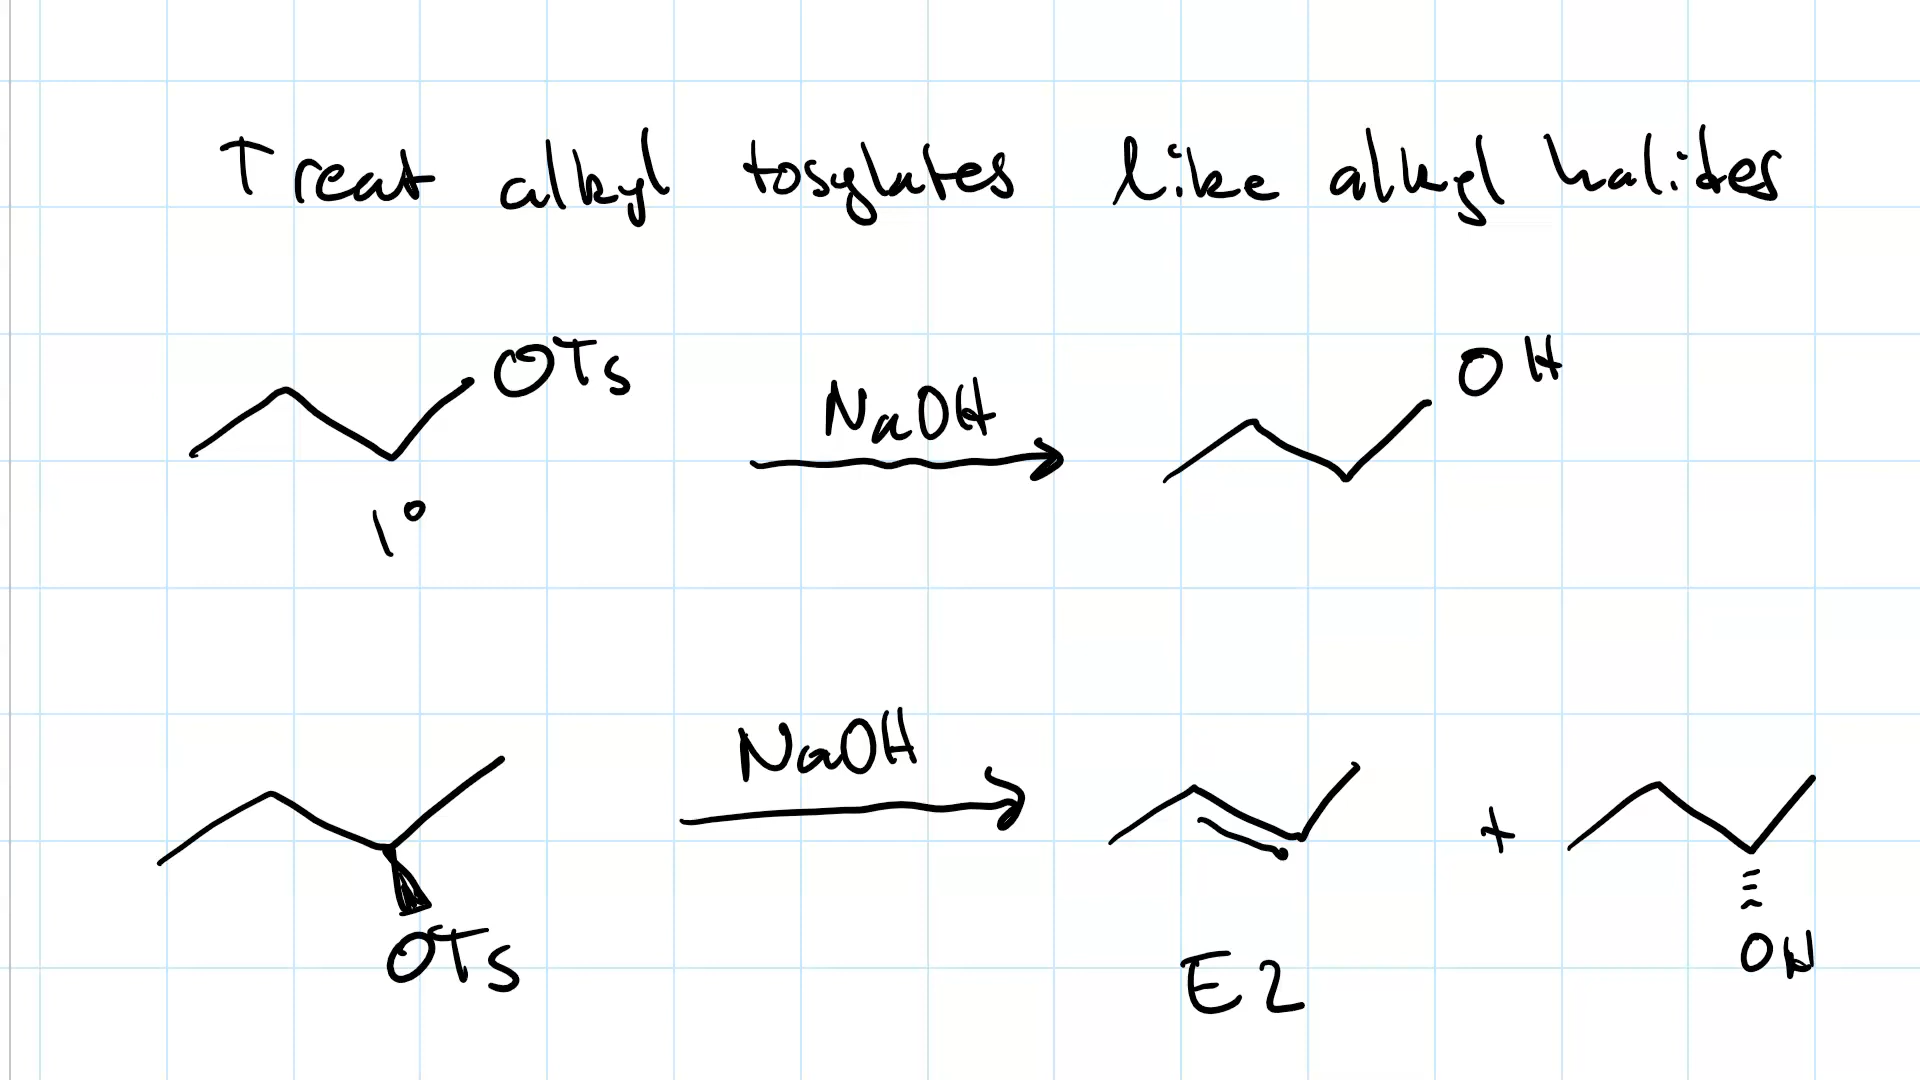 Treat alkyl tosylates like alkyl halides
OTs NaOH OH
1°
NaOH
+
OTs E2 OH